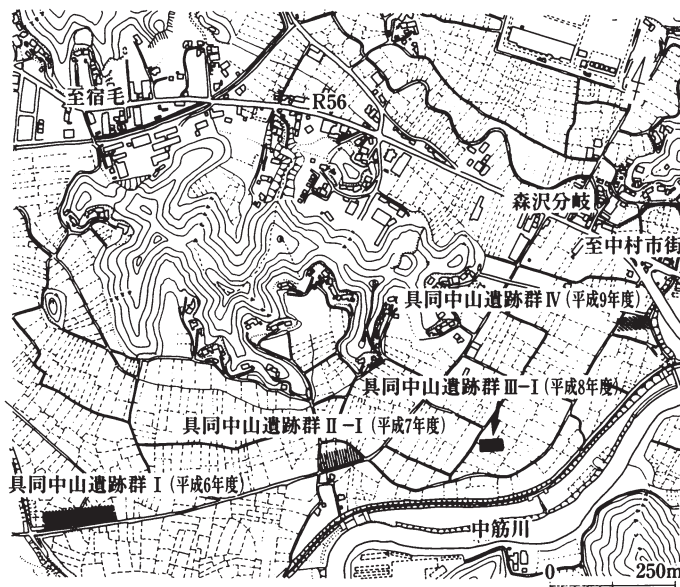 至宿毛
R56
森沢分岐
至中村市街
具同中山遺跡群Ⅳ(平成9年度)
具同中山遺跡群Ⅲ-Ⅰ(平成8年度)
具同中山遺跡群Ⅱ-Ⅰ(平成7年度)
具同中山遺跡群Ⅰ(平成6年度)
中筋川
0 250m